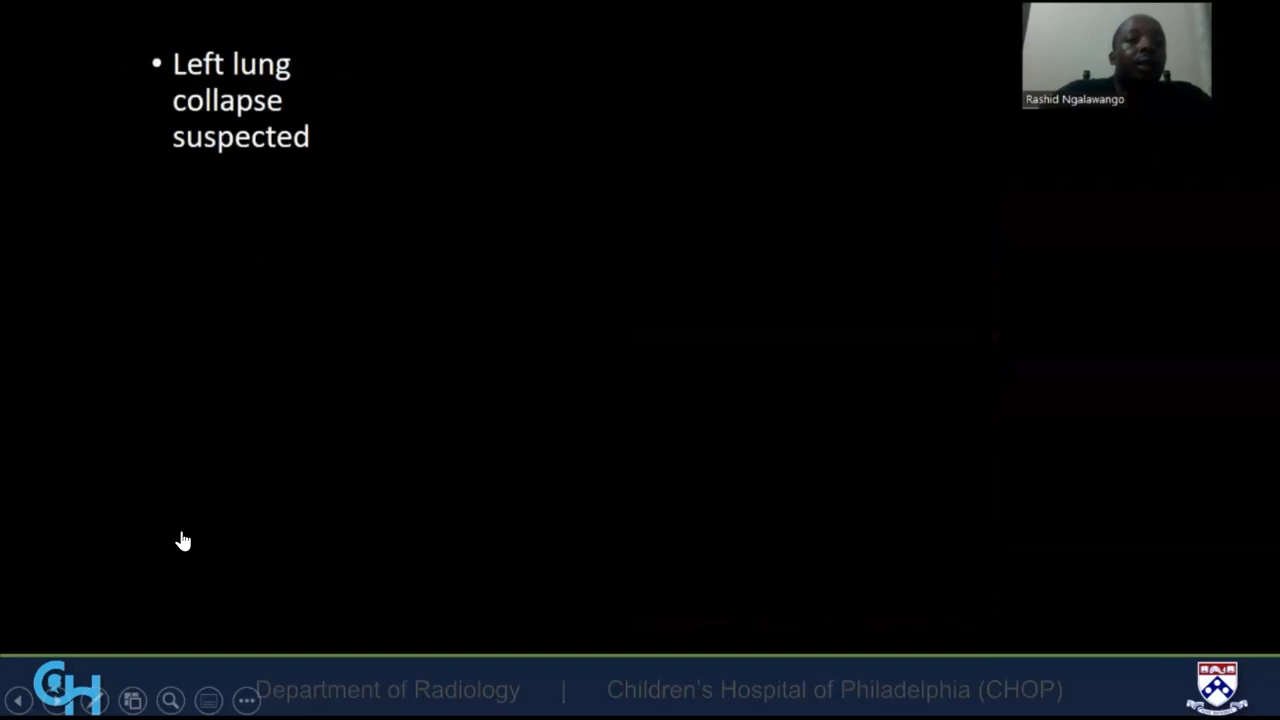 • Left lung
collapse
suspected
Rashid Ngalawango
Department of Radiology | Children's Hospital of Philadelphia (CHOP)